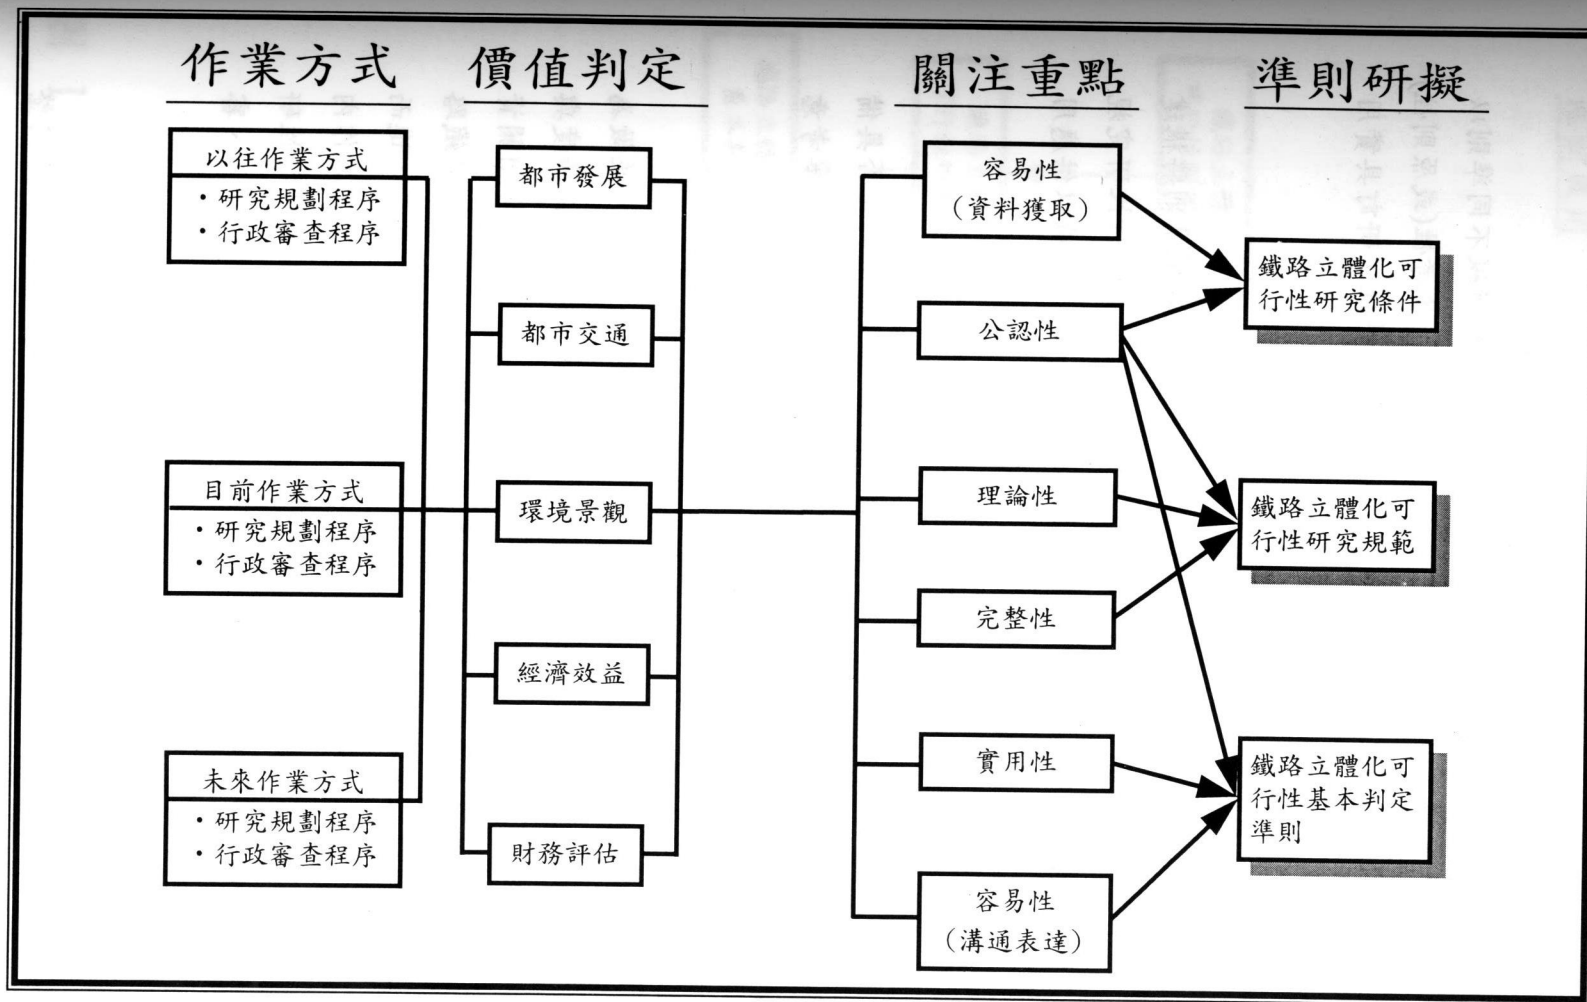 作業方式
價值判定
關注重點
準則研擬
以往作業方式
・研究規劃程序
・行政審查程序
目前作業方式
・研究規劃程序
・行政審查程序
未來作業方式
・研究規劃程序
・行政審查程序
都市發展
都市交通
環境景觀
經濟效益
財務評估
容易性
(資料獲取)
公認性
理論性
完整性
實用性
容易性
(溝通表達)
鐵路立體化可
行性研究條件
鐵路立體化可
行性研究規範
鐵路立體化可
行性基本判定
準則